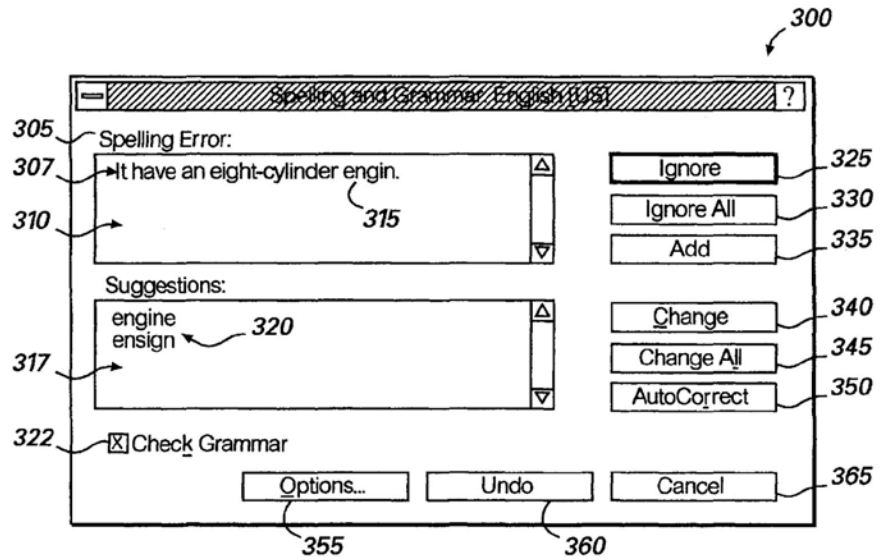 300
Spelling and Grammar: English [US] ?
305 Spelling Error:
307 It have an eight-cylinder engin.
310 315
Ignore 325
Ignore All 330
Add 335
Suggestions:
engine
ensign 320
317
Change 340
Change All 345
AutoCorrect 350
322 X Check Grammar
Options... Undo Cancel 365
355 360